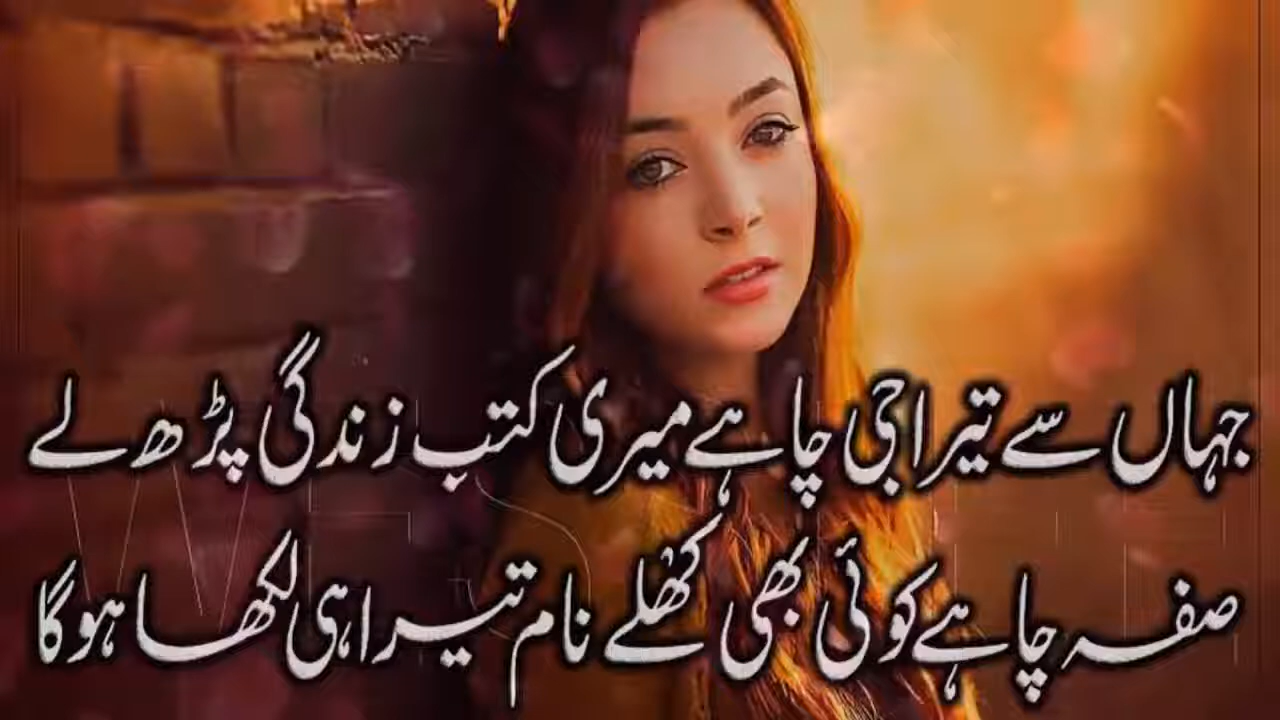 جہاں سے تیرا جی چاہے میری کتب زندگی پڑھ لے
صفہ چاہے کوئی بھی کھلے نام تیرا ہی لکھا ہوگا